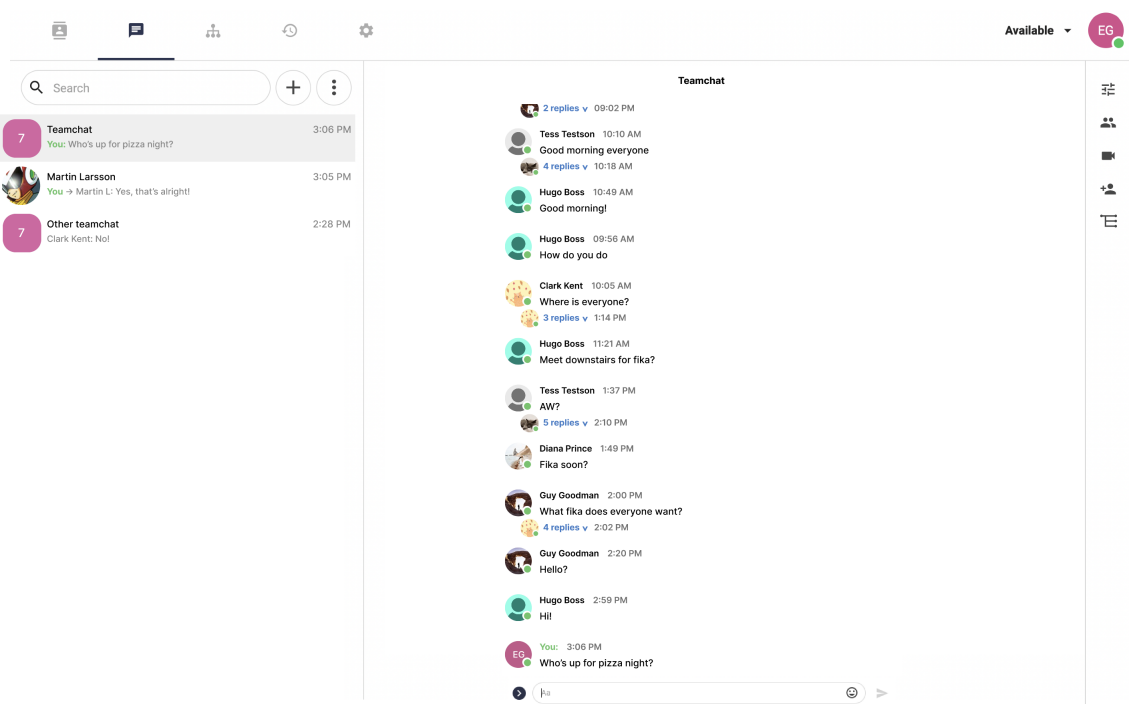 Available
EG
Search
Teamchat
7
Teamchat
3:06 PM
You: Who's up for pizza night?
Martin Larsson
3:05 PM
You → Martin L: Yes, that's alright!
7
Other teamchat
2:28 PM
Clark Kent: No!
2 replies v 09:02 PM
Tess Testson 10:10 AM
Good morning everyone
4 replies v 10:18 AM
Hugo Boss 10:49 AM
Good morning!
Hugo Boss 09:56 AM
How do you do
Clark Kent 10:05 AM
Where is everyone?
3 replies v 1:14 PM
Hugo Boss 11:21 AM
Meet downstairs for fika?
Tess Testson 1:37 PM
AW?
5 replies v 2:10 PM
Diana Prince 1:49 PM
Fika soon?
Guy Goodman 2:00 PM
What fika does everyone want?
4 replies v 2:02 PM
Guy Goodman 2:20 PM
Hello?
Hugo Boss 2:59 PM
Hi!
EG
You: 3:06 PM
Who's up for pizza night?
Aa